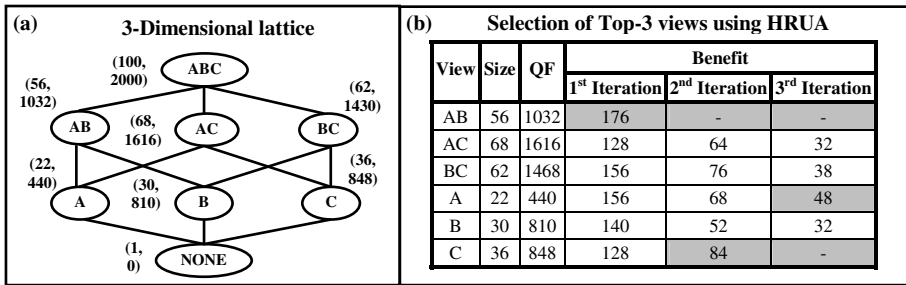 (a)
3-Dimensional lattice
(100,
2000)
ABC
(56,
1032)
(62,
1430)
AB
(68,
1616)
AC
BC
(22,
440)
(30,
810)
(36,
848)
A
B
C
(1,
0)
NONE
(b)
Selection of Top-3 views using HRUA
View Size QF Benefit
1st Iteration 2nd Iteration 3rd Iteration
AB 56 1032 176 - -
AC 68 1616 128 64 32
BC 62 1468 156 76 38
A 22 440 156 68 48
B 30 810 140 52 32
C 36 848 128 84 -